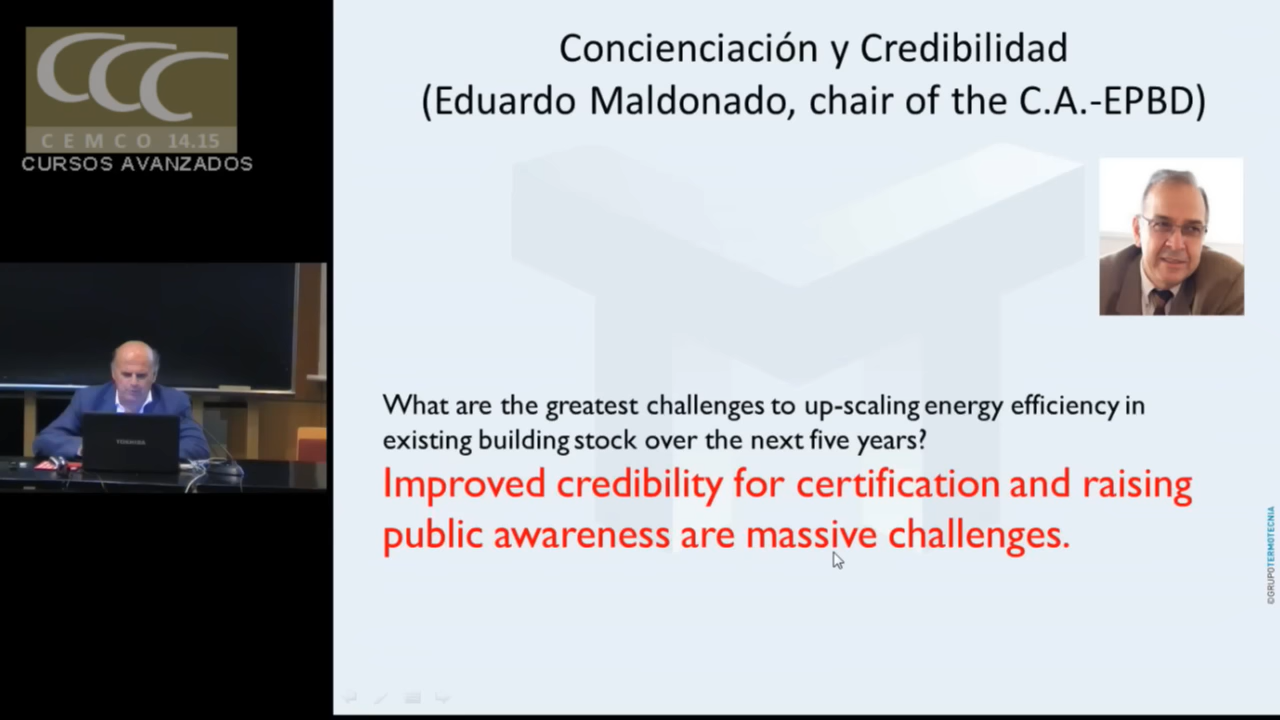 CCC
CEMCO 14.15
CURSOS AVANZADOS
Concienciación y Credibilidad
(Eduardo Maldonado, chair of the C.A.-EPBD)
What are the greatest challenges to up-scaling energy efficiency in
existing building stock over the next five years?
Improved credibility for certification and raising
public awareness are massive challenges.
TOSHIBA
©GRUPOTERMOTECNIA